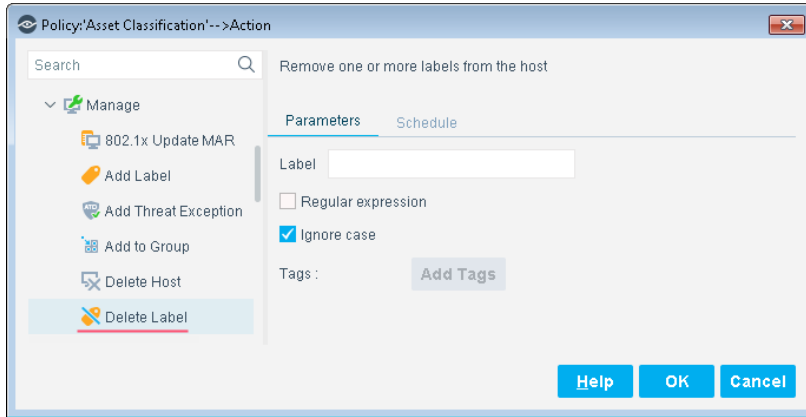 Policy:'Asset Classification'-->Action
Search
Manage
802.1x Update MAR
Add Label
Add Threat Exception
Add to Group
Delete Host
Delete Label
Remove one or more labels from the host
Parameters Schedule
Label
Regular expression
Ignore case
Tags : Add Tags
Help OK Cancel